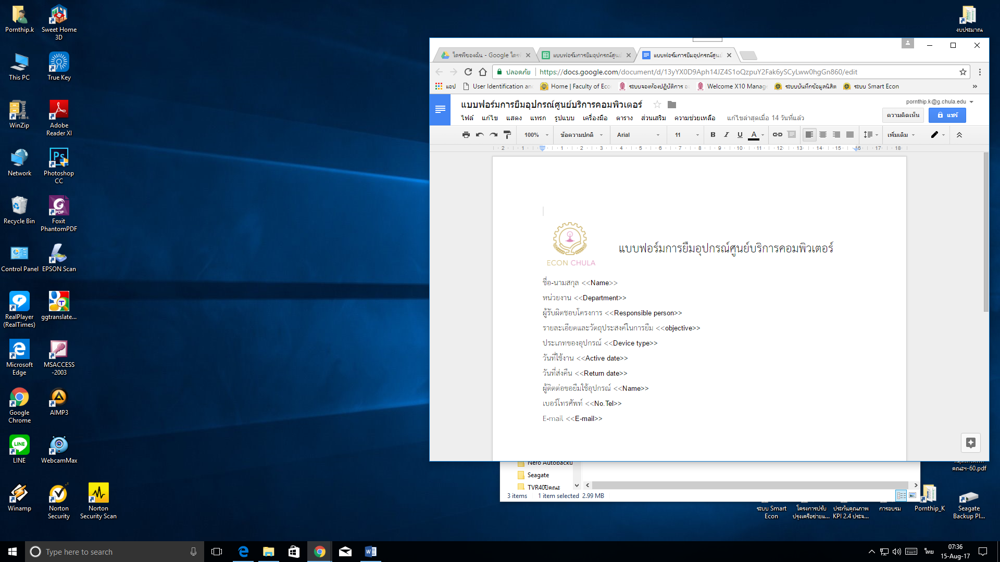 Pornthip.k
Sweet Home 3D
This PC
True Key
WinZip
Adobe Reader XI
Network
Photoshop CC
Recycle Bin
Foxit PhantomPDF
Control Panel
EPSON Scan
RealPlayer (RealTimes)
ggtranslate...
Microsoft Edge
MSACCESS -2003
Google Chrome
AIMP3
LINE
WebcamMax
Winamp
Norton Security
Norton Security Scan
งบประมาณ
ไดรฟ์ของฉัน - Google ไดรฟ์
แบบฟอร์มการยืมอุปกรณ์ศูนย์
แบบฟอร์มการยืมอุปกรณ์ศูนย์
ปลอดภัย
https://docs.google.com/document/d/13yYX0D9Aph14JZ4S1oQzpuY2Fak6ySCyLww0hgGn860/edit
แอป
User Identification and
Home | Faculty of Eco
ระบบจองห้องปฏิบัติการ
Welcome X10 Manag
ระบบบันทึกข้อมูลนิสิต
ระบบ Smart Econ
»
แบบฟอร์มการยืมอุปกรณ์ศูนย์บริการคอมพิวเตอร์
pornthip.k@g.chula.edu
ไฟล์ แก้ไข แสดง แทรก รูปแบบ เครื่องมือ ตาราง ส่วนเสริม ความช่วยเหลือ แก้ไขล่าสุดเมื่อ 14 วันที่แล้ว
ความคิดเห็น
แชร์
100% ข้อความปกติ Arial 11 B I U A เพิ่มเติม
2 1 1 2 3 4 5 6 7 8 9 10 11 12 13 14 15 16 17 18
ECON CHULA
แบบฟอร์มการยืมอุปกรณ์ศูนย์บริการคอมพิวเตอร์
ชื่อ-นามสกุล <<Name>>
หน่วยงาน <<Department>>
ผู้รับผิดชอบโครงการ <<Responsible person>>
รายละเอียดและวัตถุประสงค์ในการยืม <<objective>>
ประเภทของอุปกรณ์ <<Device type>>
วันที่ใช้งาน <<Active date>>
วันที่ส่งคืน <<Return date>>
ผู้ติดต่อขอยืมใช้อุปกรณ์ <<Name>>
เบอร์โทรศัพท์ <<No.Tel>>
E-mail <<E-mail>>
Nero Autobacku
Seagate
TVR40ปีคณะ
3 items 1 item selected 2.99 MB
คณะฯ-60.pdf
ระบบ Smart Econ
โครงการปรับ ปรุงเครือข่ายแ...
ประกันคุณภาพ KPI 2.4 ประจ...
การอบรม
Pornthip_K
Seagate Backup Pl...
Type here to search
ไทย
07:36
15-Aug-17